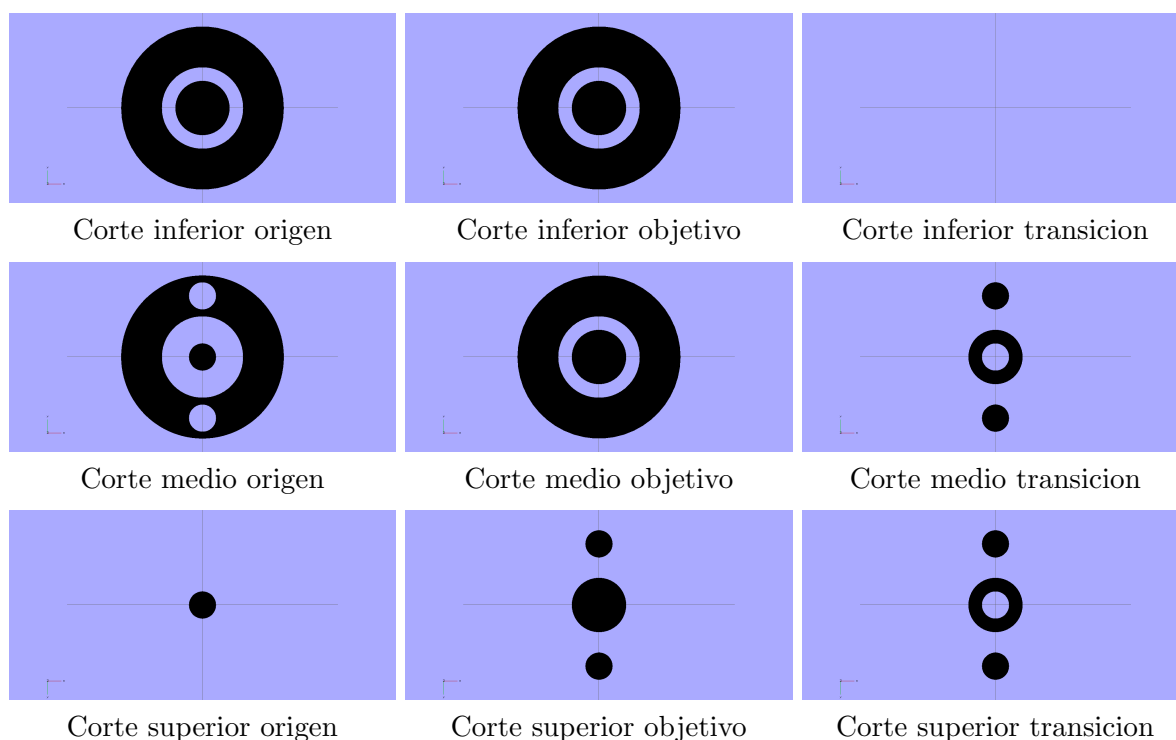 Corte inferior origen
Corte inferior objetivo
Corte inferior transicion
Corte medio origen
Corte medio objetivo
Corte medio transicion
Corte superior origen
Corte superior objetivo
Corte superior transicion